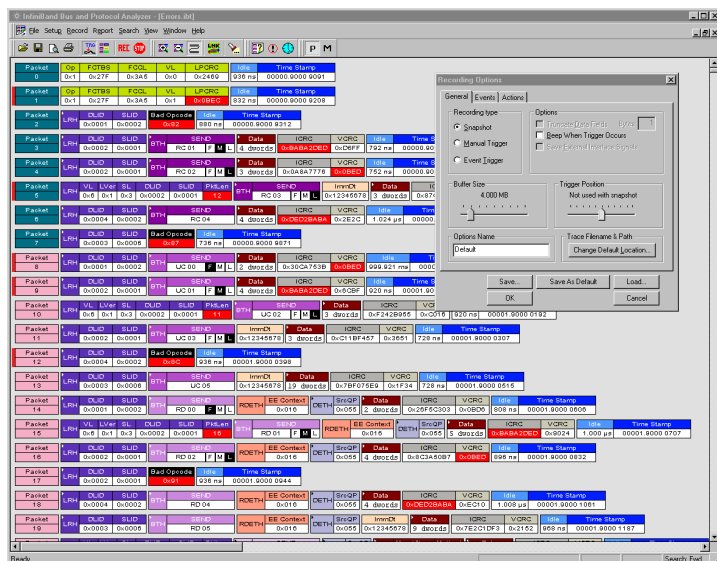 InfiniBand Bus and Protocol Analyzer - [Errors.ibt]
File Setup Record Report Search View Window Help
REC P M
Packet Op FCTBS FCCL VL LPCRC Idle Time Stamp
0 0x1 0x27F 0x3A5 0x0 0x2469 936 ns 00000.9000 9091
Packet Op FCTBS FCCL VL LPCRC Idle Time Stamp
1 0x1 0x27F 0x3A5 0x1 0x0BEC 832 ns 00000.9000 9208
Packet LRH DLID SLID Bad Opcode Idle Time Stamp
2 0x0001 0x0002 0x82 880 ns 00000.9000 9312
Packet LRH DLID SLID BTH SEND Data ICRC VCRC Idle Time S
3 0x0002 0x0001 RC 01 F M L 4 dwords 0xBABA2DED 0xD6FF 792 ns 00000.90
Packet LRH DLID SLID BTH SEND Data ICRC VCRC Idle Time S
4 0x0002 0x0001 RC 02 F M L 3 dwords 0x0A8A7776 0x0BED 752 ns 00000.90
Packet LRH VL LVer SL DLID SLID PktLen BTH SEND ImmDt Data IC
5 0x6 0x1 0x3 0x0002 0x0001 12 RC 03 F M L 0x12345678 3 dwords
Packet LRH DLID SLID BTH SEND Data ICRC VCRC Idle Tim
6 0x0004 0x0002 RC 04 4 dwords 0xDED2BABA 0x2E2C 1.024 µs 00000.9
Packet LRH DLID SLID Bad Opcode Idle Time Stamp
7 0x0003 0x0006 0x87 736 ns 00000.9000 9871
Packet LRH DLID SLID BTH SEND Data ICRC VCRC Idle
8 0x0001 0x0002 UC 00 F M L 2 dwords 0x30CA753B 0x0BED 999.921 ms 000
Packet LRH DLID SLID BTH SEND Data ICRC VCRC Idle Time S
9 0x0002 0x0001 UC 01 F M L 4 dwords 0xBABA2DED 0x6CBF 920 ns 00001.90
Packet LRH VL LVer SL DLID SLID PktLen BTH SEND Data ICRC VCRC Idle Time Stamp
10 0x6 0x1 0x3 0x0001 0x0002 11 UC 02 F M L 3 dwords 0xF242B955 0xC016 920 ns 00001.9000 0192
Packet LRH DLID SLID BTH SEND ImmDt Data ICRC VCRC Idle Time Stamp
11 0x0001 0x0002 UC 03 F M L 0x12345678 3 dwords 0xC11BF457 0x3651 728 ns 00001.9000 0307
Packet LRH DLID SLID Bad Opcode Idle Time Stamp
12 0x0004 0x0002 0x8C 936 ns 00001.9000 0398
Packet LRH DLID SLID BTH SEND ImmDt Data ICRC VCRC Idle Time Stamp
13 0x0003 0x0006 UC 05 0x12345678 19 dwords 0x7BF075E9 0x1F34 728 ns 00001.9000 0515
Packet LRH DLID SLID BTH SEND RDETH EE Context DETH SrcQP Data ICRC VCRC Idle Time Stamp
14 0x0001 0x0002 RD 00 F M L 0x016 0x055 2 dwords 0x26F5C303 0x0BD6 808 ns 00001.9000 0606
Packet LRH VL LVer SL DLID SLID PktLen BTH SEND RDETH EE Context DETH SrcQP Data ICRC VCRC Idle Time Stamp
15 0x6 0x1 0x3 0x0002 0x0001 16 RD 01 F M L 0x016 0x055 5 dwords 0xBABA2DED 0x9024 1.000 µs 00001.9000 0707
Packet LRH DLID SLID BTH SEND RDETH EE Context DETH SrcQP Data ICRC VCRC Idle Time Stamp
16 0x0002 0x0001 RD 02 F M L 0x016 0x055 4 dwords 0x8C3A60B7 0x0BED 896 ns 00001.9000 0832
Packet LRH DLID SLID Bad Opcode Idle Time Stamp
17 0x0002 0x0001 0x91 936 ns 00001.9000 0944
Packet LRH DLID SLID BTH SEND RDETH EE Context DETH SrcQP Data ICRC VCRC Idle Time Stamp
18 0x0004 0x0002 RD 04 0x016 0x055 4 dwords 0xDED2BABA 0xEC10 1.008 µs 00001.9000 1061
Packet LRH DLID SLID BTH SEND RDETH EE Context DETH SrcQP ImmDt Data ICRC VCRC Idle Time Stamp
19 0x0003 0x0006 RD 05 0x016 0x055 0x12345678 9 dwords 0x7E2C1DF3 0x2152 968 ns 00001.9000 1187
Recording Options
General Events Actions
Recording type
Snapshot
Manual Trigger
Event Trigger
Options
Truncate Data Fields Bytes 1
Beep When Trigger Occurs
Save External Interface Signals
Buffer Size
4.000 MB
Trigger Position
Not used with snapshot
Options Name
Default
Trace Filename & Path
Change Default Location...
Save... Save As Default Load...
OK Cancel
Ready Search: Fwd